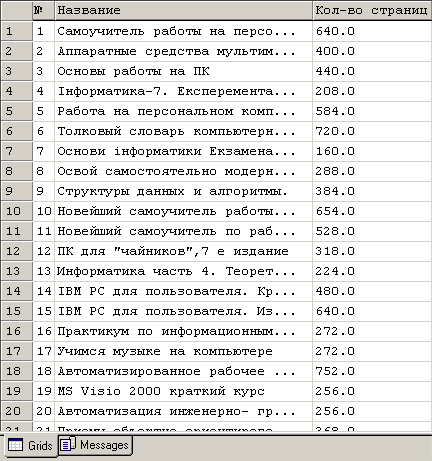 № Название Кол-во страниц
1 1 Самоучитель работы на персо... 640.0
2 2 Аппаратные средства мультим... 400.0
3 3 Основы работы на ПК 440.0
4 4 Інформатика-7. Експеремента... 208.0
5 5 Работа на персональном комп... 584.0
6 6 Толковый словарь компьютерн... 720.0
7 7 Основи інформатики Екзамена... 160.0
8 8 Освой самостоятельно модерн... 288.0
9 9 Структуры данных и алгоритмы. 384.0
10 10 Новейший самоучитель работы... 654.0
11 11 Новейший самоучитель по раб... 528.0
12 12 ПК для "чайников",7 е издание 318.0
13 13 Информатика часть 4. Теорет... 224.0
14 14 IBM PC для пользователя. Кр... 480.0
15 15 IBM PC для пользователя. Из... 640.0
16 16 Практикум по информационным... 272.0
17 17 Учимся музыке на компьютере 272.0
18 18 Автоматизированное рабочее ... 752.0
19 19 MS Visio 2000 краткий курс 256.0
20 20 Автоматизация инженерно- гр... 256.0
21 21 368.0
Grids Messages